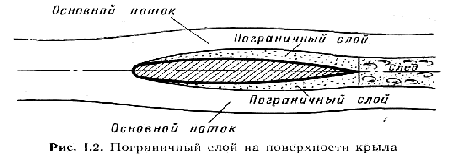 Основной поток
Пограничный слой
След
Пограничный слой
Основной поток
Рис. 1.2. Пограничный слой на поверхности крыла